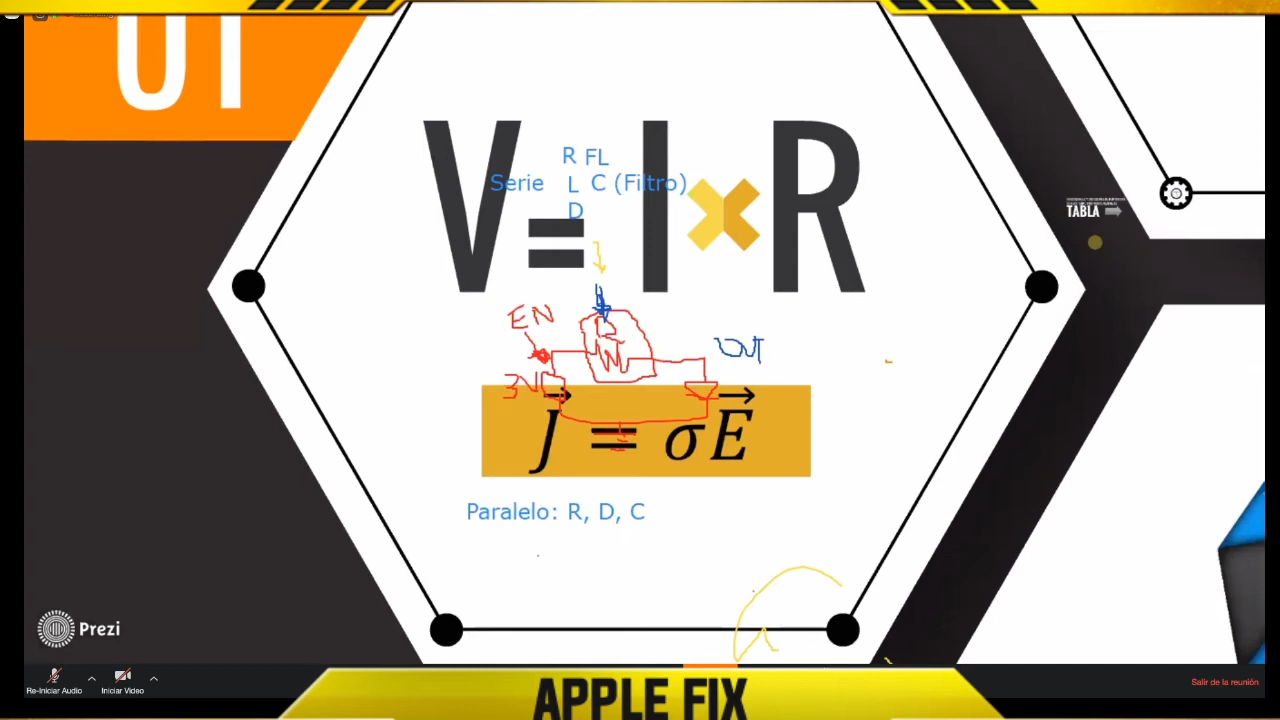 01
V = I × R
R FL
Serie L C (Filtro)
D
TABLA
EN
OUT
3V
J = σE
Paralelo: R, D, C
Prezi
Re-Iniciar Audio
Iniciar Video
Salir de la reunión
APPLE FIX